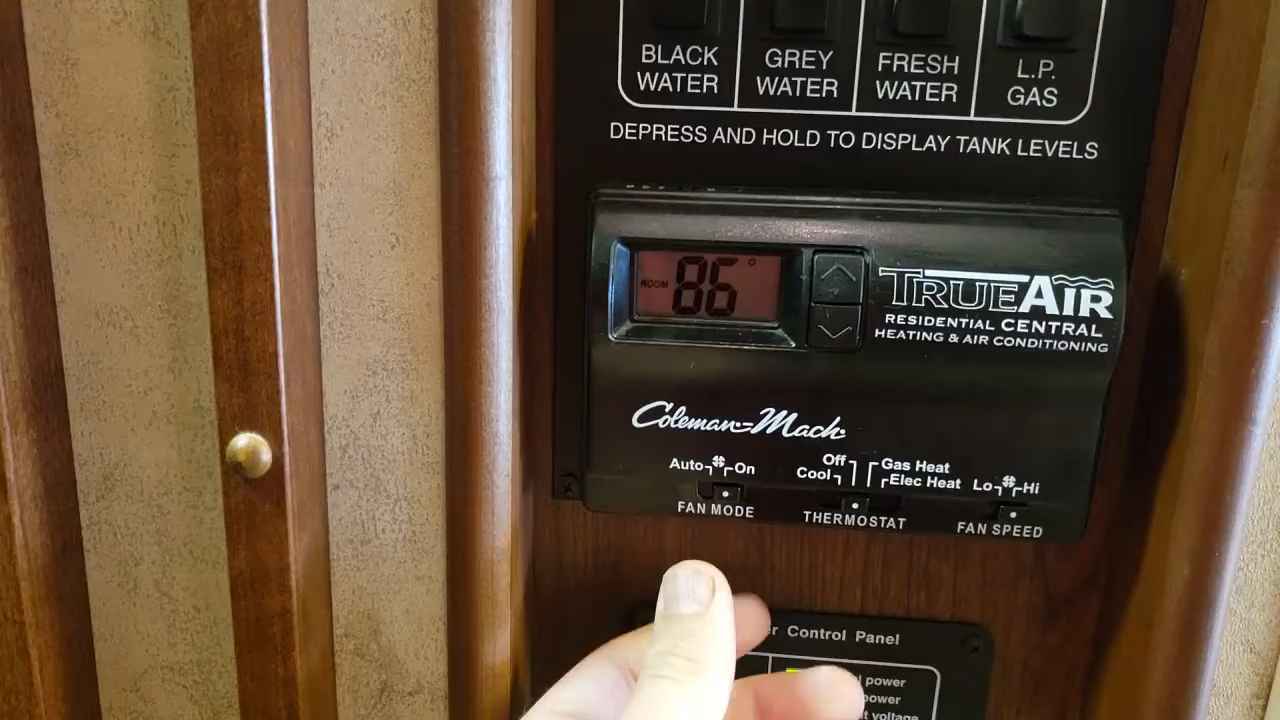 BLACK WATER
GREY WATER
FRESH WATER
L.P. GAS
DEPRESS AND HOLD TO DISPLAY TANK LEVELS
ROOM 86°
TRUEAIR
RESIDENTIAL CENTRAL
HEATING & AIR CONDITIONING
Coleman-Mach
Auto On
Off
Cool
Gas Heat
Elec Heat
Lo Hi
FAN MODE
THERMOSTAT
FAN SPEED
Control Panel
power
power
voltage